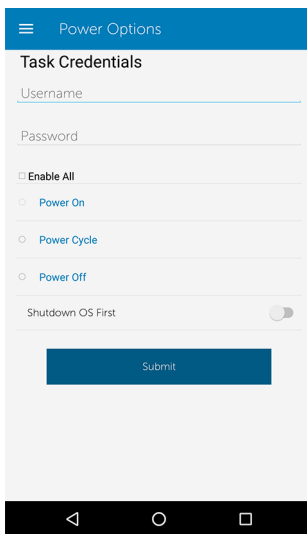 Power Options
Task Credentials
Username
Password
Enable All
Power On
Power Cycle
Power Off
Shutdown OS First
Submit